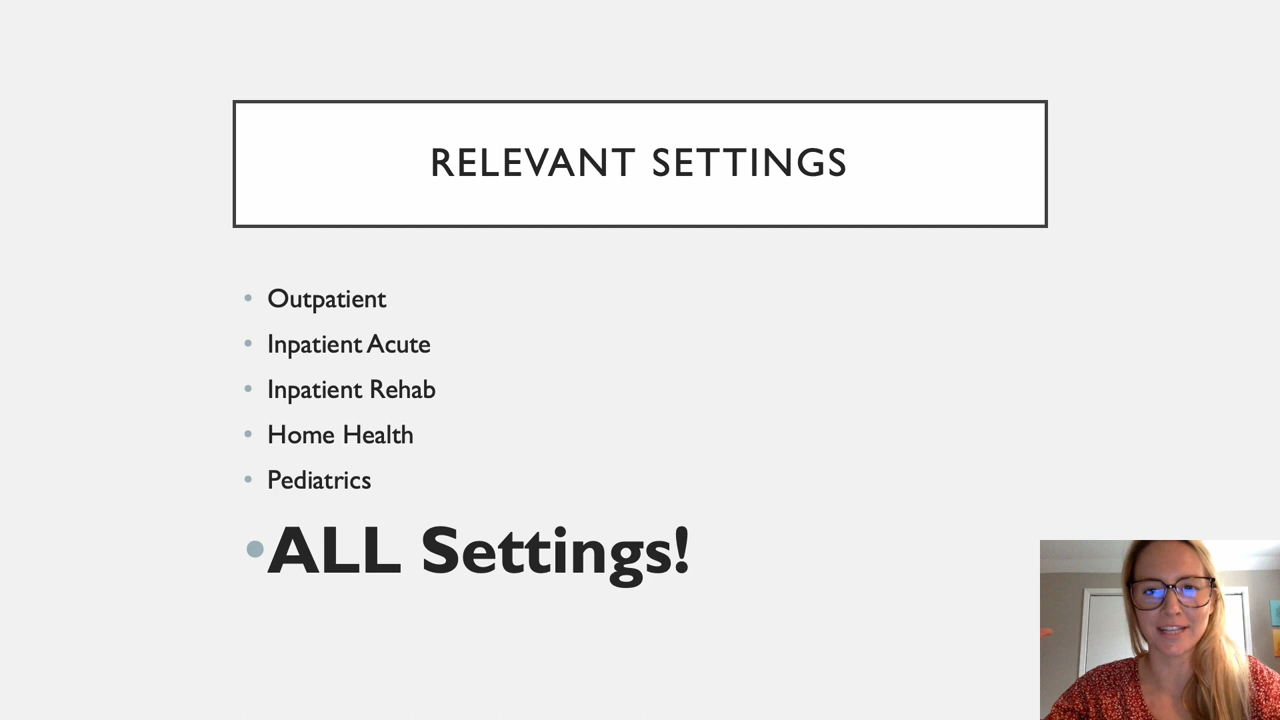 RELEVANT SETTINGS
• Outpatient
• Inpatient Acute
• Inpatient Rehab
• Home Health
• Pediatrics
• ALL Settings!